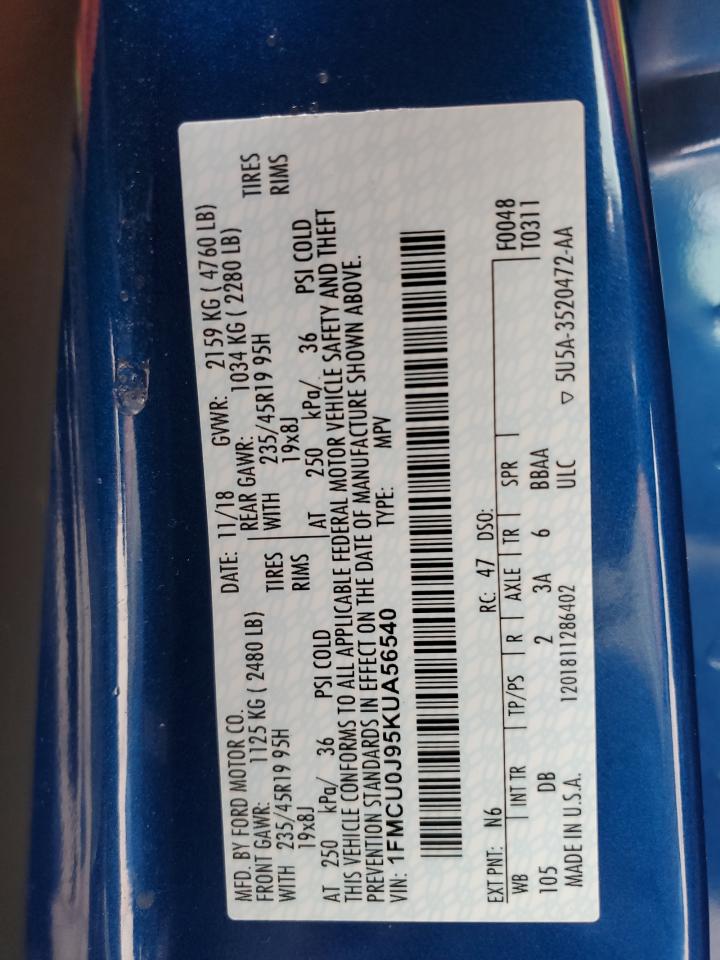 MFD. BY FORD MOTOR CO. DATE: 11/18 GVWR: 2159 KG ( 4760 LB)
FRONT GAWR: 1125 KG ( 2480 LB) REAR GAWR: 1034 KG ( 2280 LB)
WITH 235/45R19 95H TIRES WITH 235/45R19 95H TIRES
19x8J RIMS 19x8J RIMS
AT 250 kPa/ 36 PSI COLD AT 250 kPa/ 36 PSI COLD
THIS VEHICLE CONFORMS TO ALL APPLICABLE FEDERAL MOTOR VEHICLE SAFETY AND THEFT
PREVENTION STANDARDS IN EFFECT ON THE DATE OF MANUFACTURE SHOWN ABOVE.
VIN: 1FMCU0J95KUA56540 TYPE: MPV
EXT PNT: N6 RC: 47 DSO:
WB INT TR TP/PS R AXLE TR SPR F0048
105 DB 2 3A 6 BBAA T0311
MADE IN U.S.A. 1201811286402 ULC ▽ 5U5A-3520472-AA